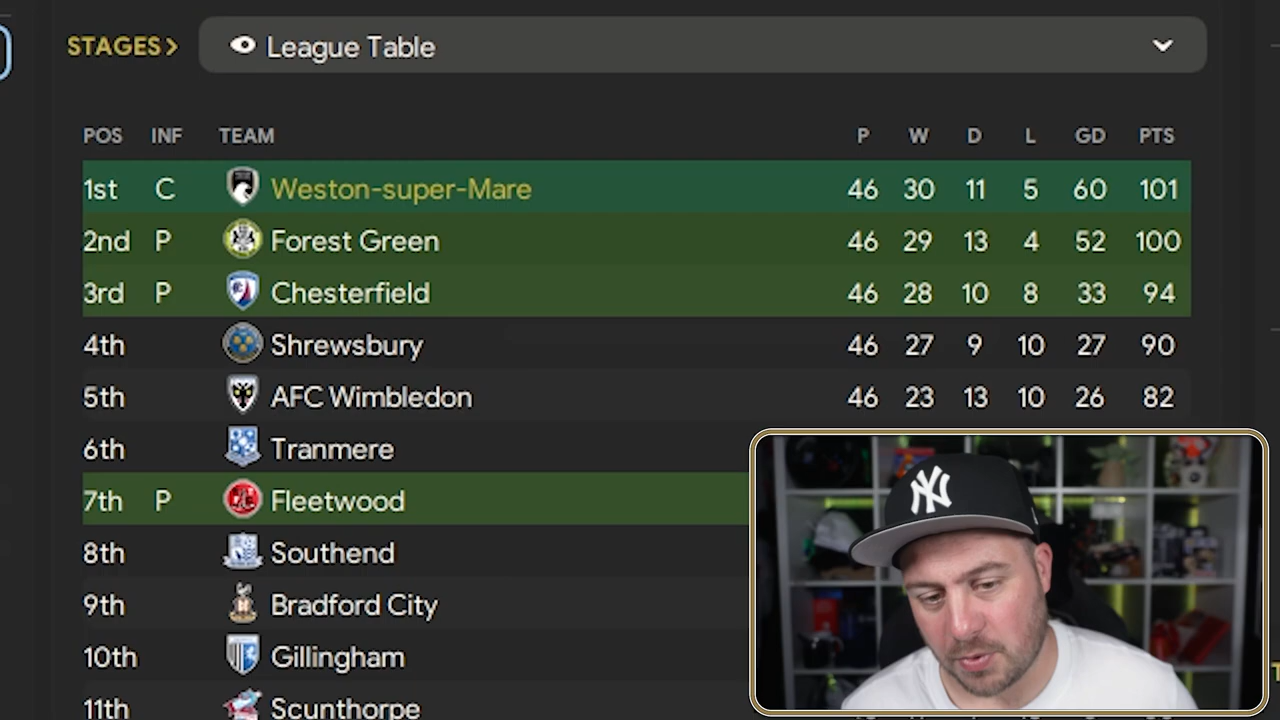 STAGES> League Table
POS INF TEAM P W D L GD PTS
1st C Weston-super-Mare 46 30 11 5 60 101
2nd P Forest Green 46 29 13 4 52 100
3rd P Chesterfield 46 28 10 8 33 94
4th Shrewsbury 46 27 9 10 27 90
5th AFC Wimbledon 46 23 13 10 26 82
6th Tranmere
7th P Fleetwood
8th Southend
9th Bradford City
10th Gillingham
11th Scunthorpe
NY